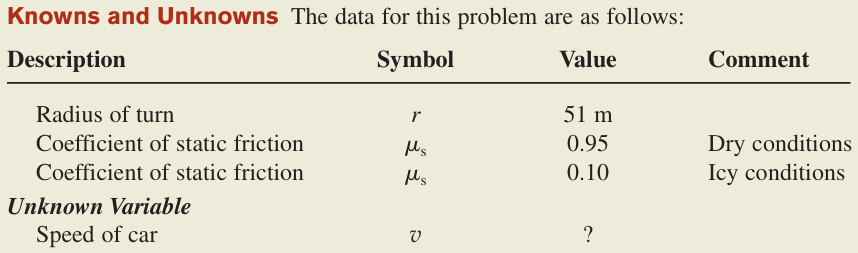 Knowns and Unknowns The data for this problem are as follows:
Description Symbol Value Comment
Radius of turn r 51 m
Coefficient of static friction μs 0.95 Dry conditions
Coefficient of static friction μs 0.10 Icy conditions
Unknown Variable
Speed of car v ?